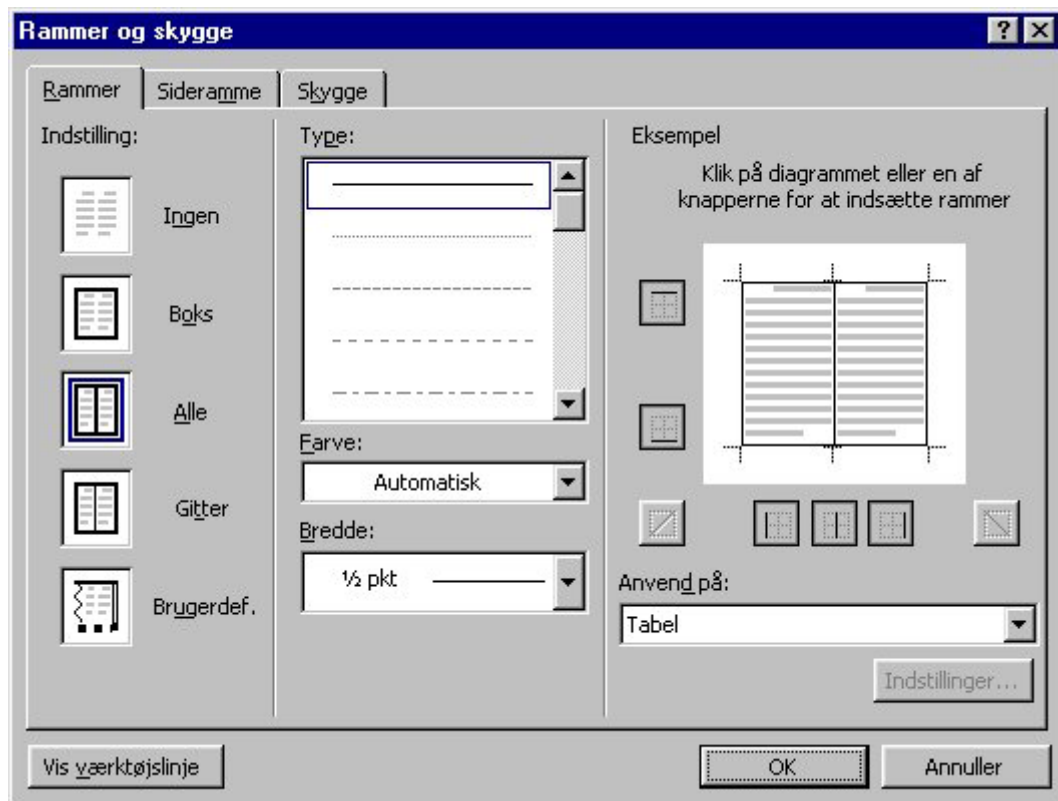 Rammer og skygge
Rammer
Sideramme
Skygge
Indstilling:
Ingen
Boks
Alle
Gitter
Brugerdef.
Type:
Farve:
Automatisk
Bredde:
½ pkt
Eksempel
Klik på diagrammet eller en af
knapperne for at indsætte rammer
Anvend på:
Tabel
Indstillinger...
Vis værktøjslinje
OK
Annuller